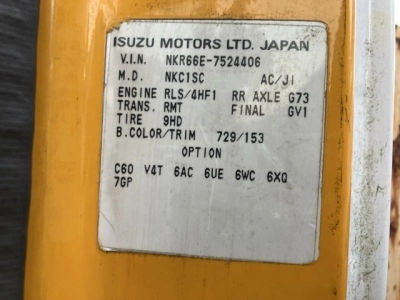 ISUZU MOTORS LTD. JAPAN
V.I.N. NKR66E-7524406
M.D. NKC1SC AC/JI
ENGINE RLS/4HF1 RR AXLE G73
TRANS. RMT FINAL GV1
TIRE 9HD
B.COLOR/TRIM 729/153
OPTION
C60 V4T 6AC 6UE 6WC 6XQ
7GP